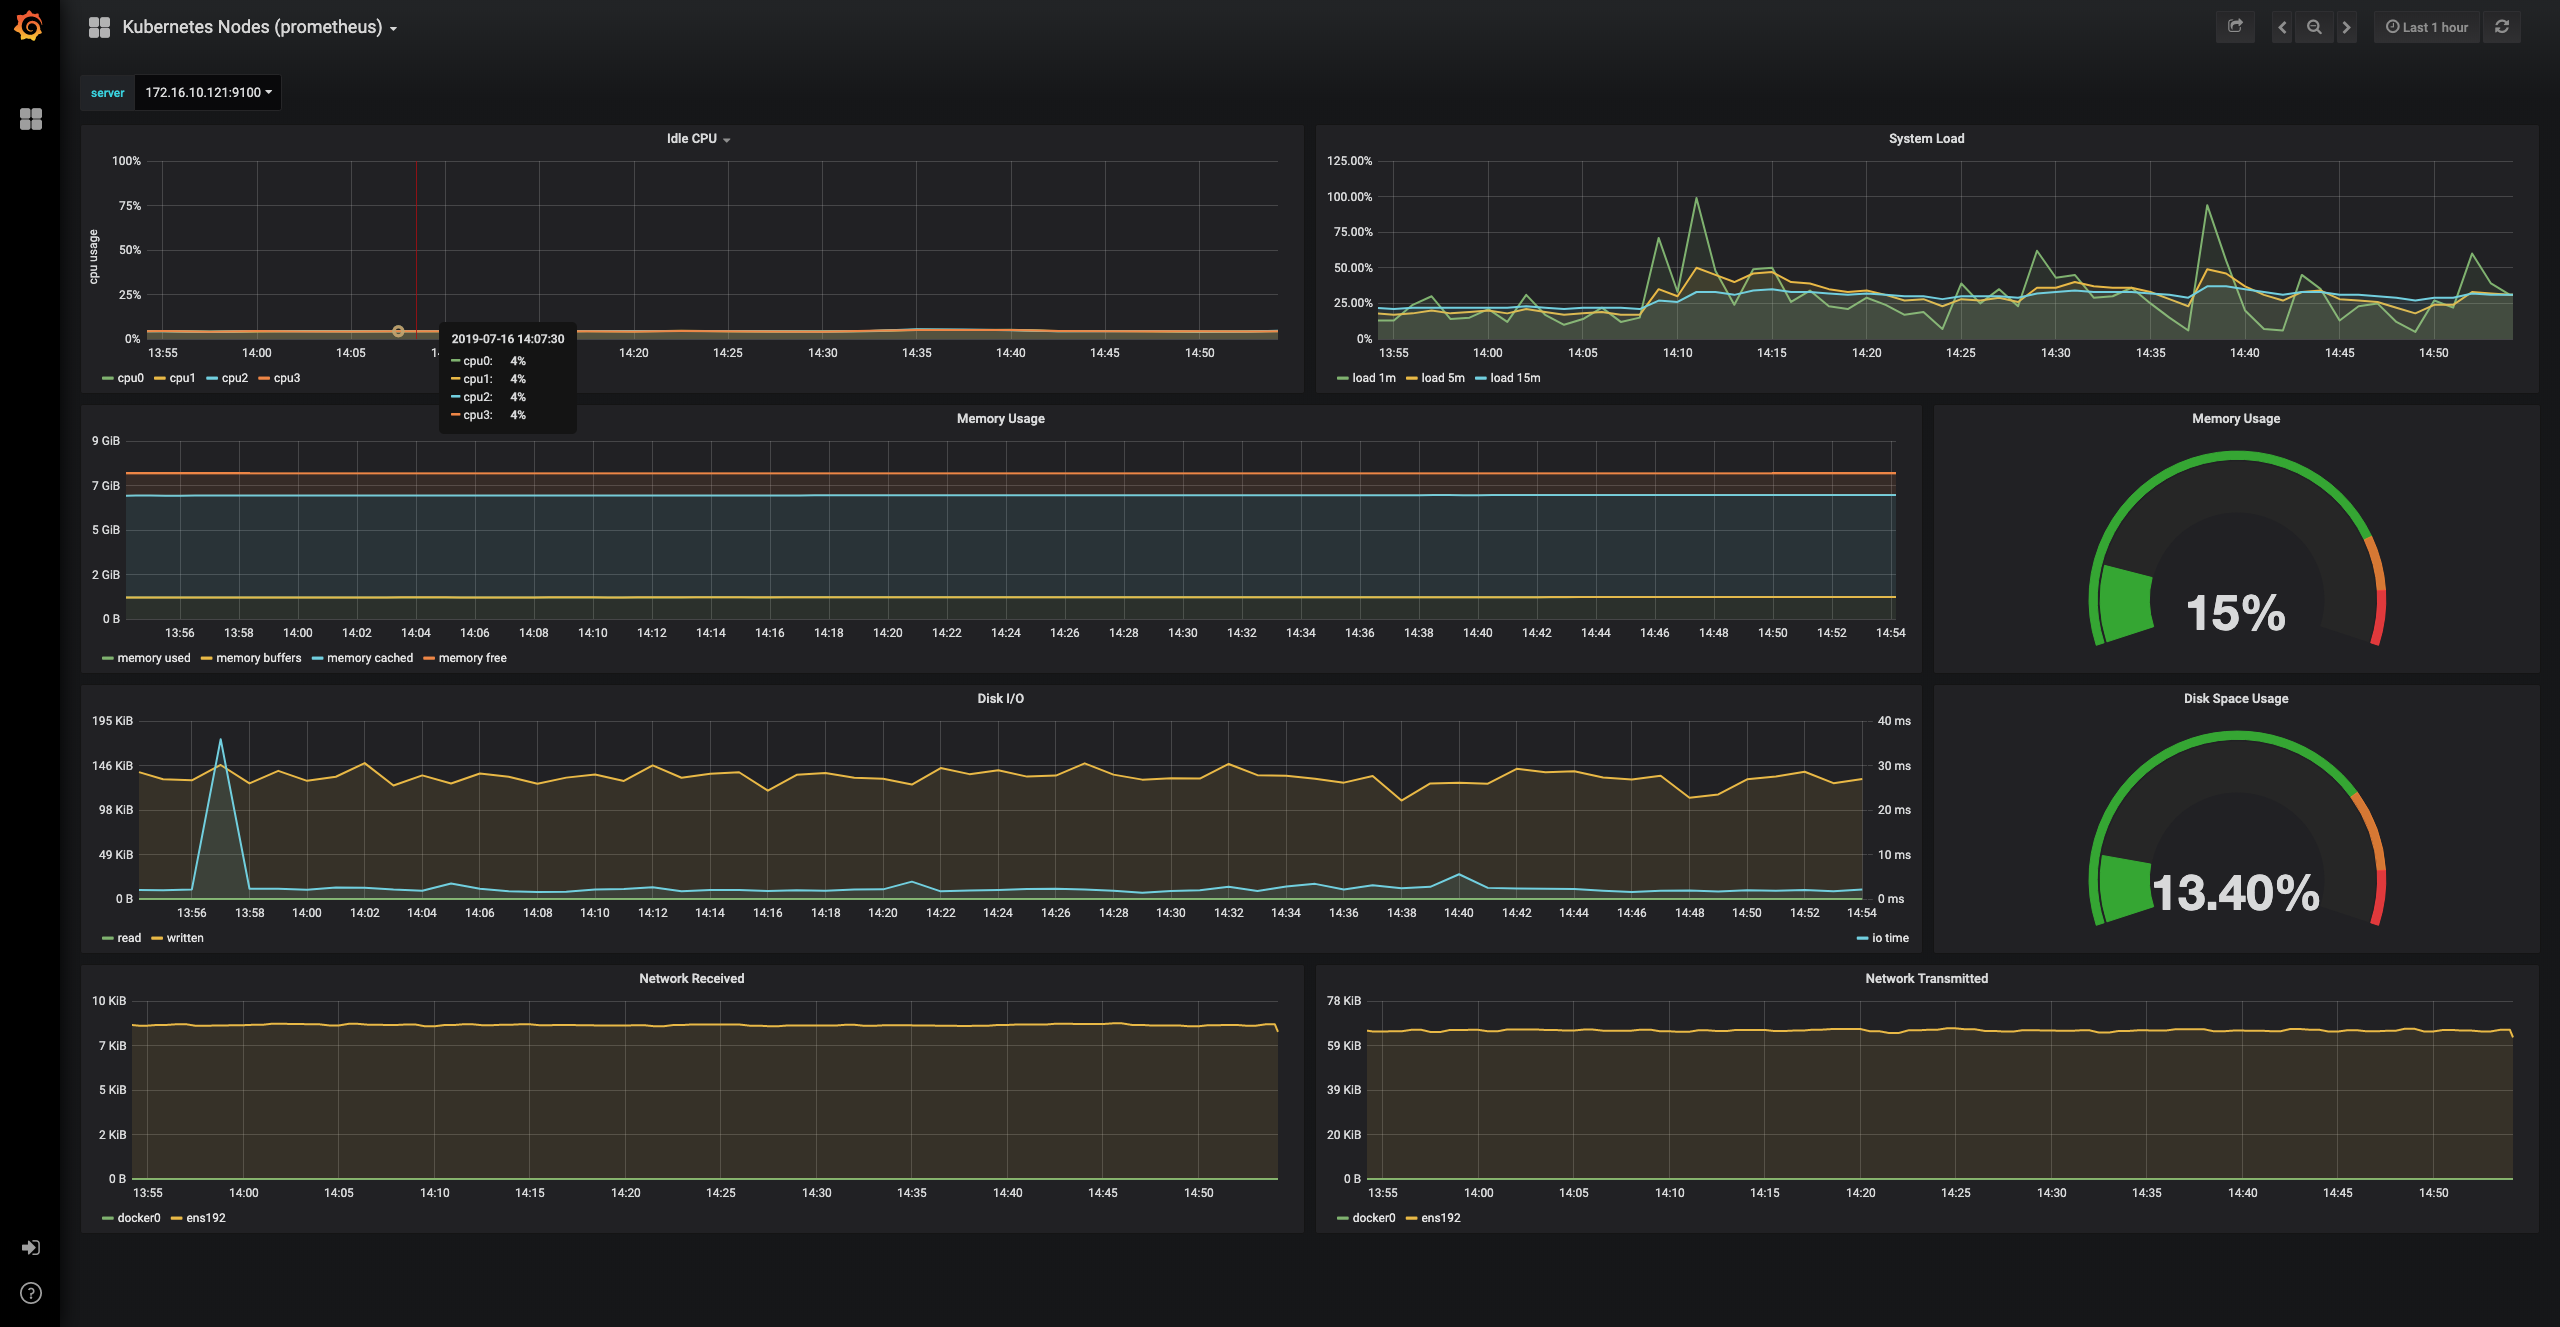 Kubernetes Nodes (prometheus)
Last 1 hour
server 172.16.10.121:9100
Idle CPU
cpu usage
100%
75%
50%
25%
0%
13:55 14:00 14:05 14:20 14:25 14:30 14:35 14:40 14:45 14:50
cpu0 cpu1 cpu2 cpu3
2019-07-16 14:07:30
cpu0: 4%
cpu1: 4%
cpu2: 4%
cpu3: 4%
System Load
125.00%
100.00%
75.00%
50.00%
25.00%
0%
13:55 14:00 14:05 14:10 14:15 14:20 14:25 14:30 14:35 14:40 14:45 14:50
load 1m load 5m load 15m
Memory Usage
9 GiB
7 GiB
5 GiB
2 GiB
0 B
13:56 13:58 14:00 14:02 14:04 14:06 14:08 14:10 14:12 14:14 14:16 14:18 14:20 14:22 14:24 14:26 14:28 14:30 14:32 14:34 14:36 14:38 14:40 14:42 14:44 14:46 14:48 14:50 14:52 14:54
memory used memory buffers memory cached memory free
Memory Usage
15%
Disk I/O
195 KiB
146 KiB
98 KiB
49 KiB
0 B
40 ms
30 ms
20 ms
10 ms
0 ms
13:56 13:58 14:00 14:02 14:04 14:06 14:08 14:10 14:12 14:14 14:16 14:18 14:20 14:22 14:24 14:26 14:28 14:30 14:32 14:34 14:36 14:38 14:40 14:42 14:44 14:46 14:48 14:50 14:52 14:54
read written io time
Disk Space Usage
13.40%
Network Received
10 KiB
7 KiB
5 KiB
2 KiB
0 B
13:55 14:00 14:05 14:10 14:15 14:20 14:25 14:30 14:35 14:40 14:45 14:50
docker0 ens192
Network Transmitted
78 KiB
59 KiB
39 KiB
20 KiB
0 B
13:55 14:00 14:05 14:10 14:15 14:20 14:25 14:30 14:35 14:40 14:45 14:50
docker0 ens192